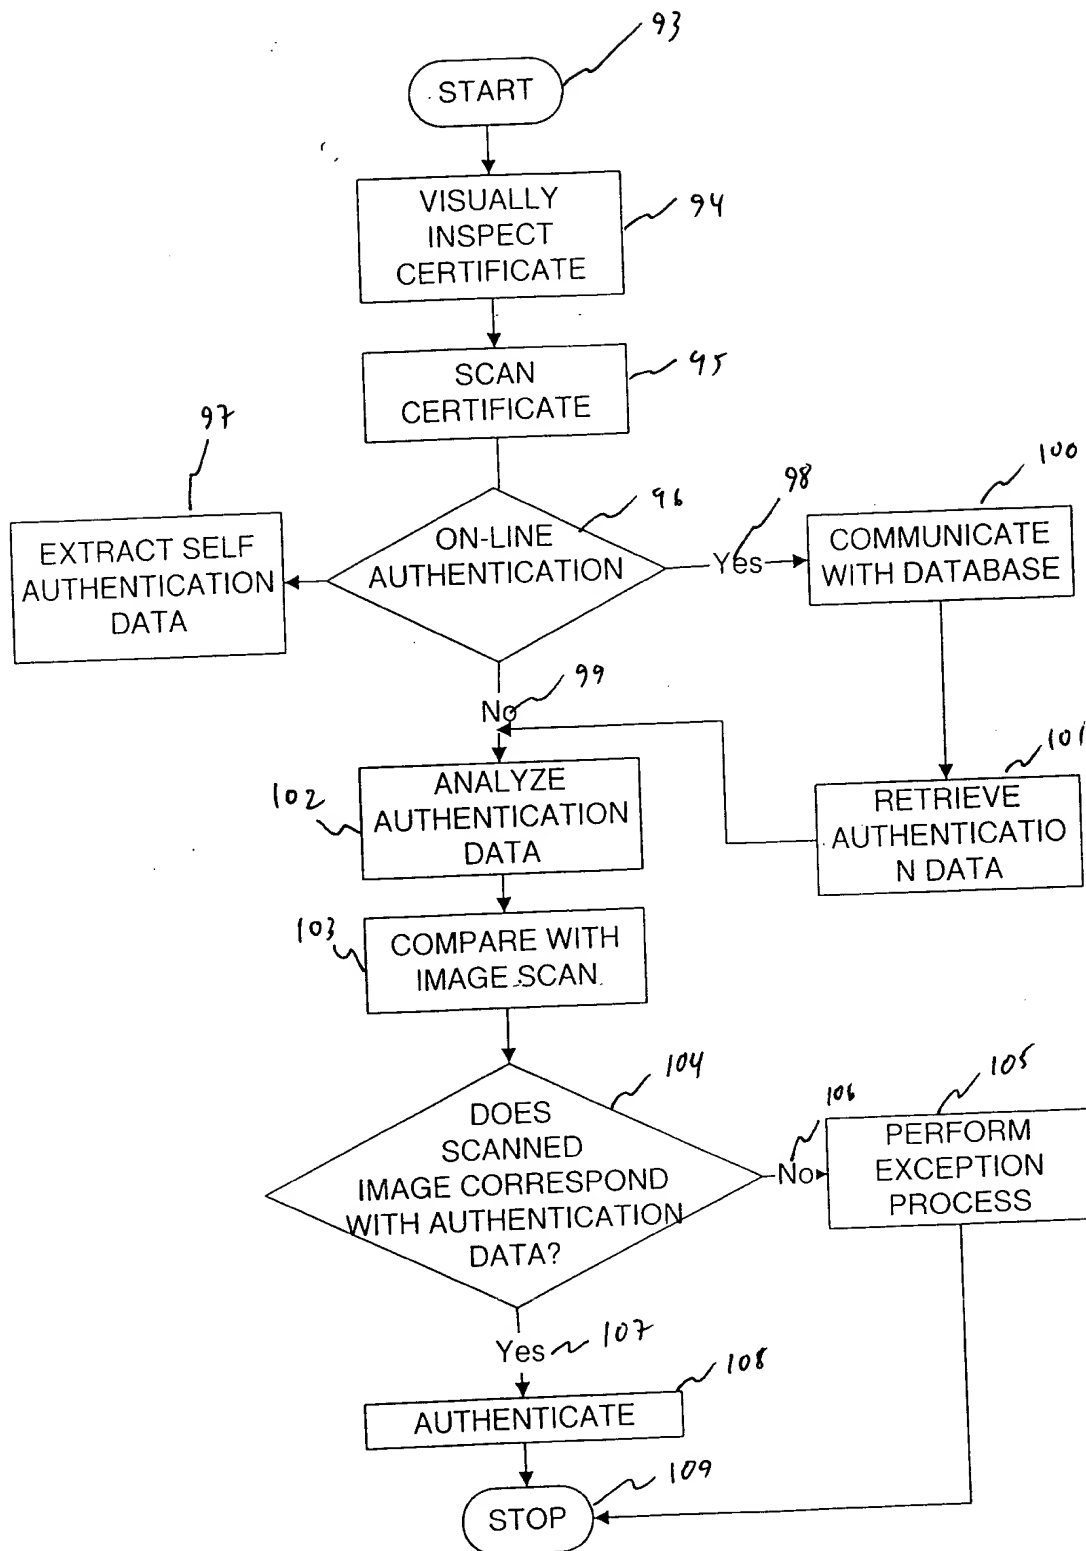 93
START
VISUALLY
INSPECT
CERTIFICATE
94
SCAN
CERTIFICATE
95
97
EXTRACT SELF
AUTHENTICATION
DATA
ON-LINE
AUTHENTICATION
96
98
Yes
100
COMMUNICATE
WITH DATABASE
No
99
101
RETRIEVE
AUTHENTICATIO
N DATA
102
ANALYZE
AUTHENTICATION
DATA
103
COMPARE WITH
IMAGE SCAN
104
DOES
SCANNED
IMAGE CORRESPOND
WITH AUTHENTICATION
DATA?
106
No
105
PERFORM
EXCEPTION
PROCESS
Yes
107
108
AUTHENTICATE
109
STOP